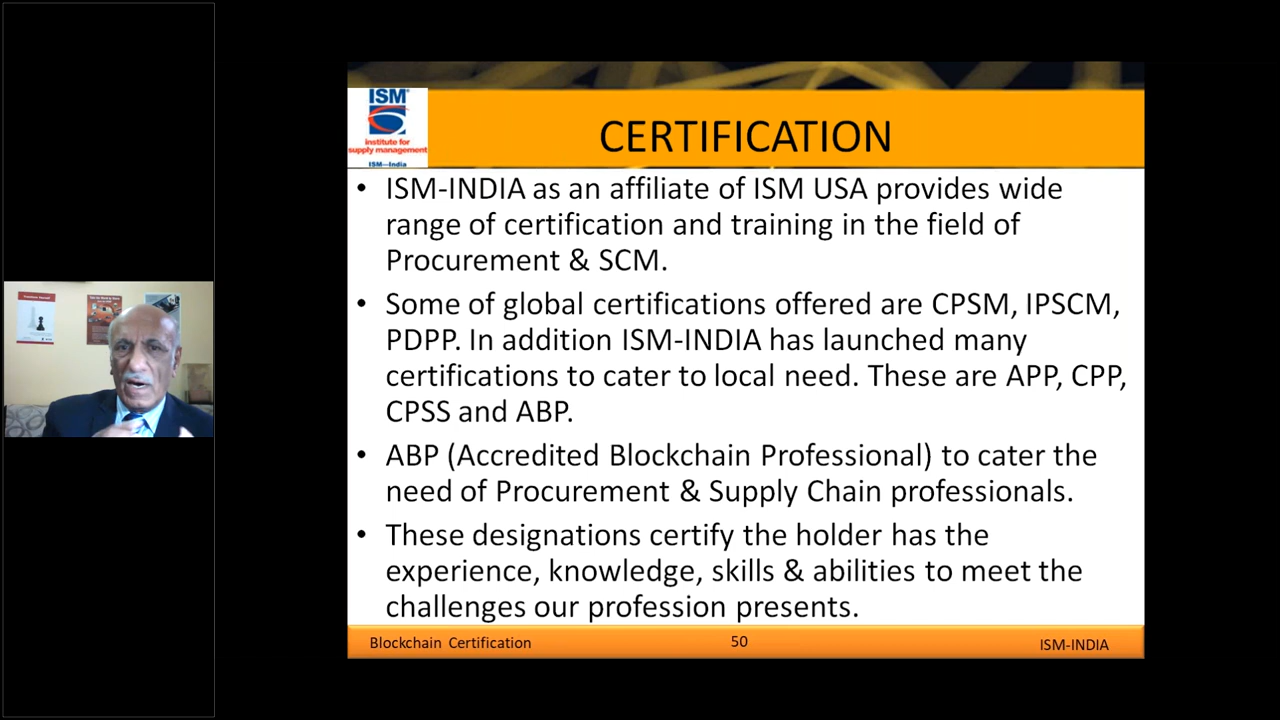 ISM
institute for
supply management
ISM—India
CERTIFICATION
• ISM-INDIA as an affiliate of ISM USA provides wide
range of certification and training in the field of
Procurement & SCM.
• Some of global certifications offered are CPSM, IPSCM,
PDPP. In addition ISM-INDIA has launched many
certifications to cater to local need. These are APP, CPP,
CPSS and ABP.
• ABP (Accredited Blockchain Professional) to cater the
need of Procurement & Supply Chain professionals.
• These designations certify the holder has the
experience, knowledge, skills & abilities to meet the
challenges our profession presents.
Blockchain Certification
50
ISM-INDIA